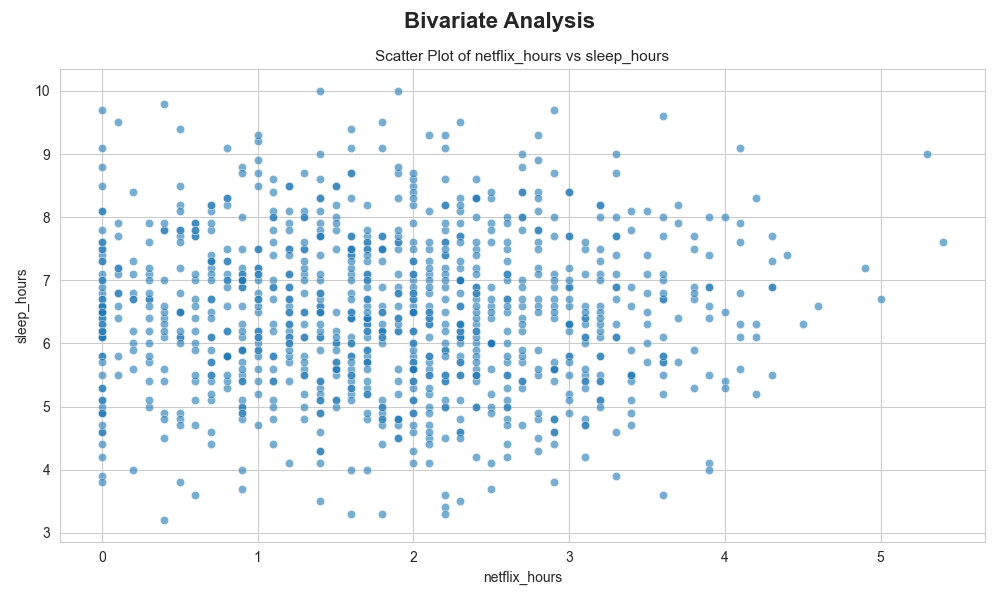 Bivariate Analysis
Scatter Plot of netflix_hours vs sleep_hours
10
9
8
7
6
5
4
3
sleep_hours
0 1 2 3 4 5
netflix_hours